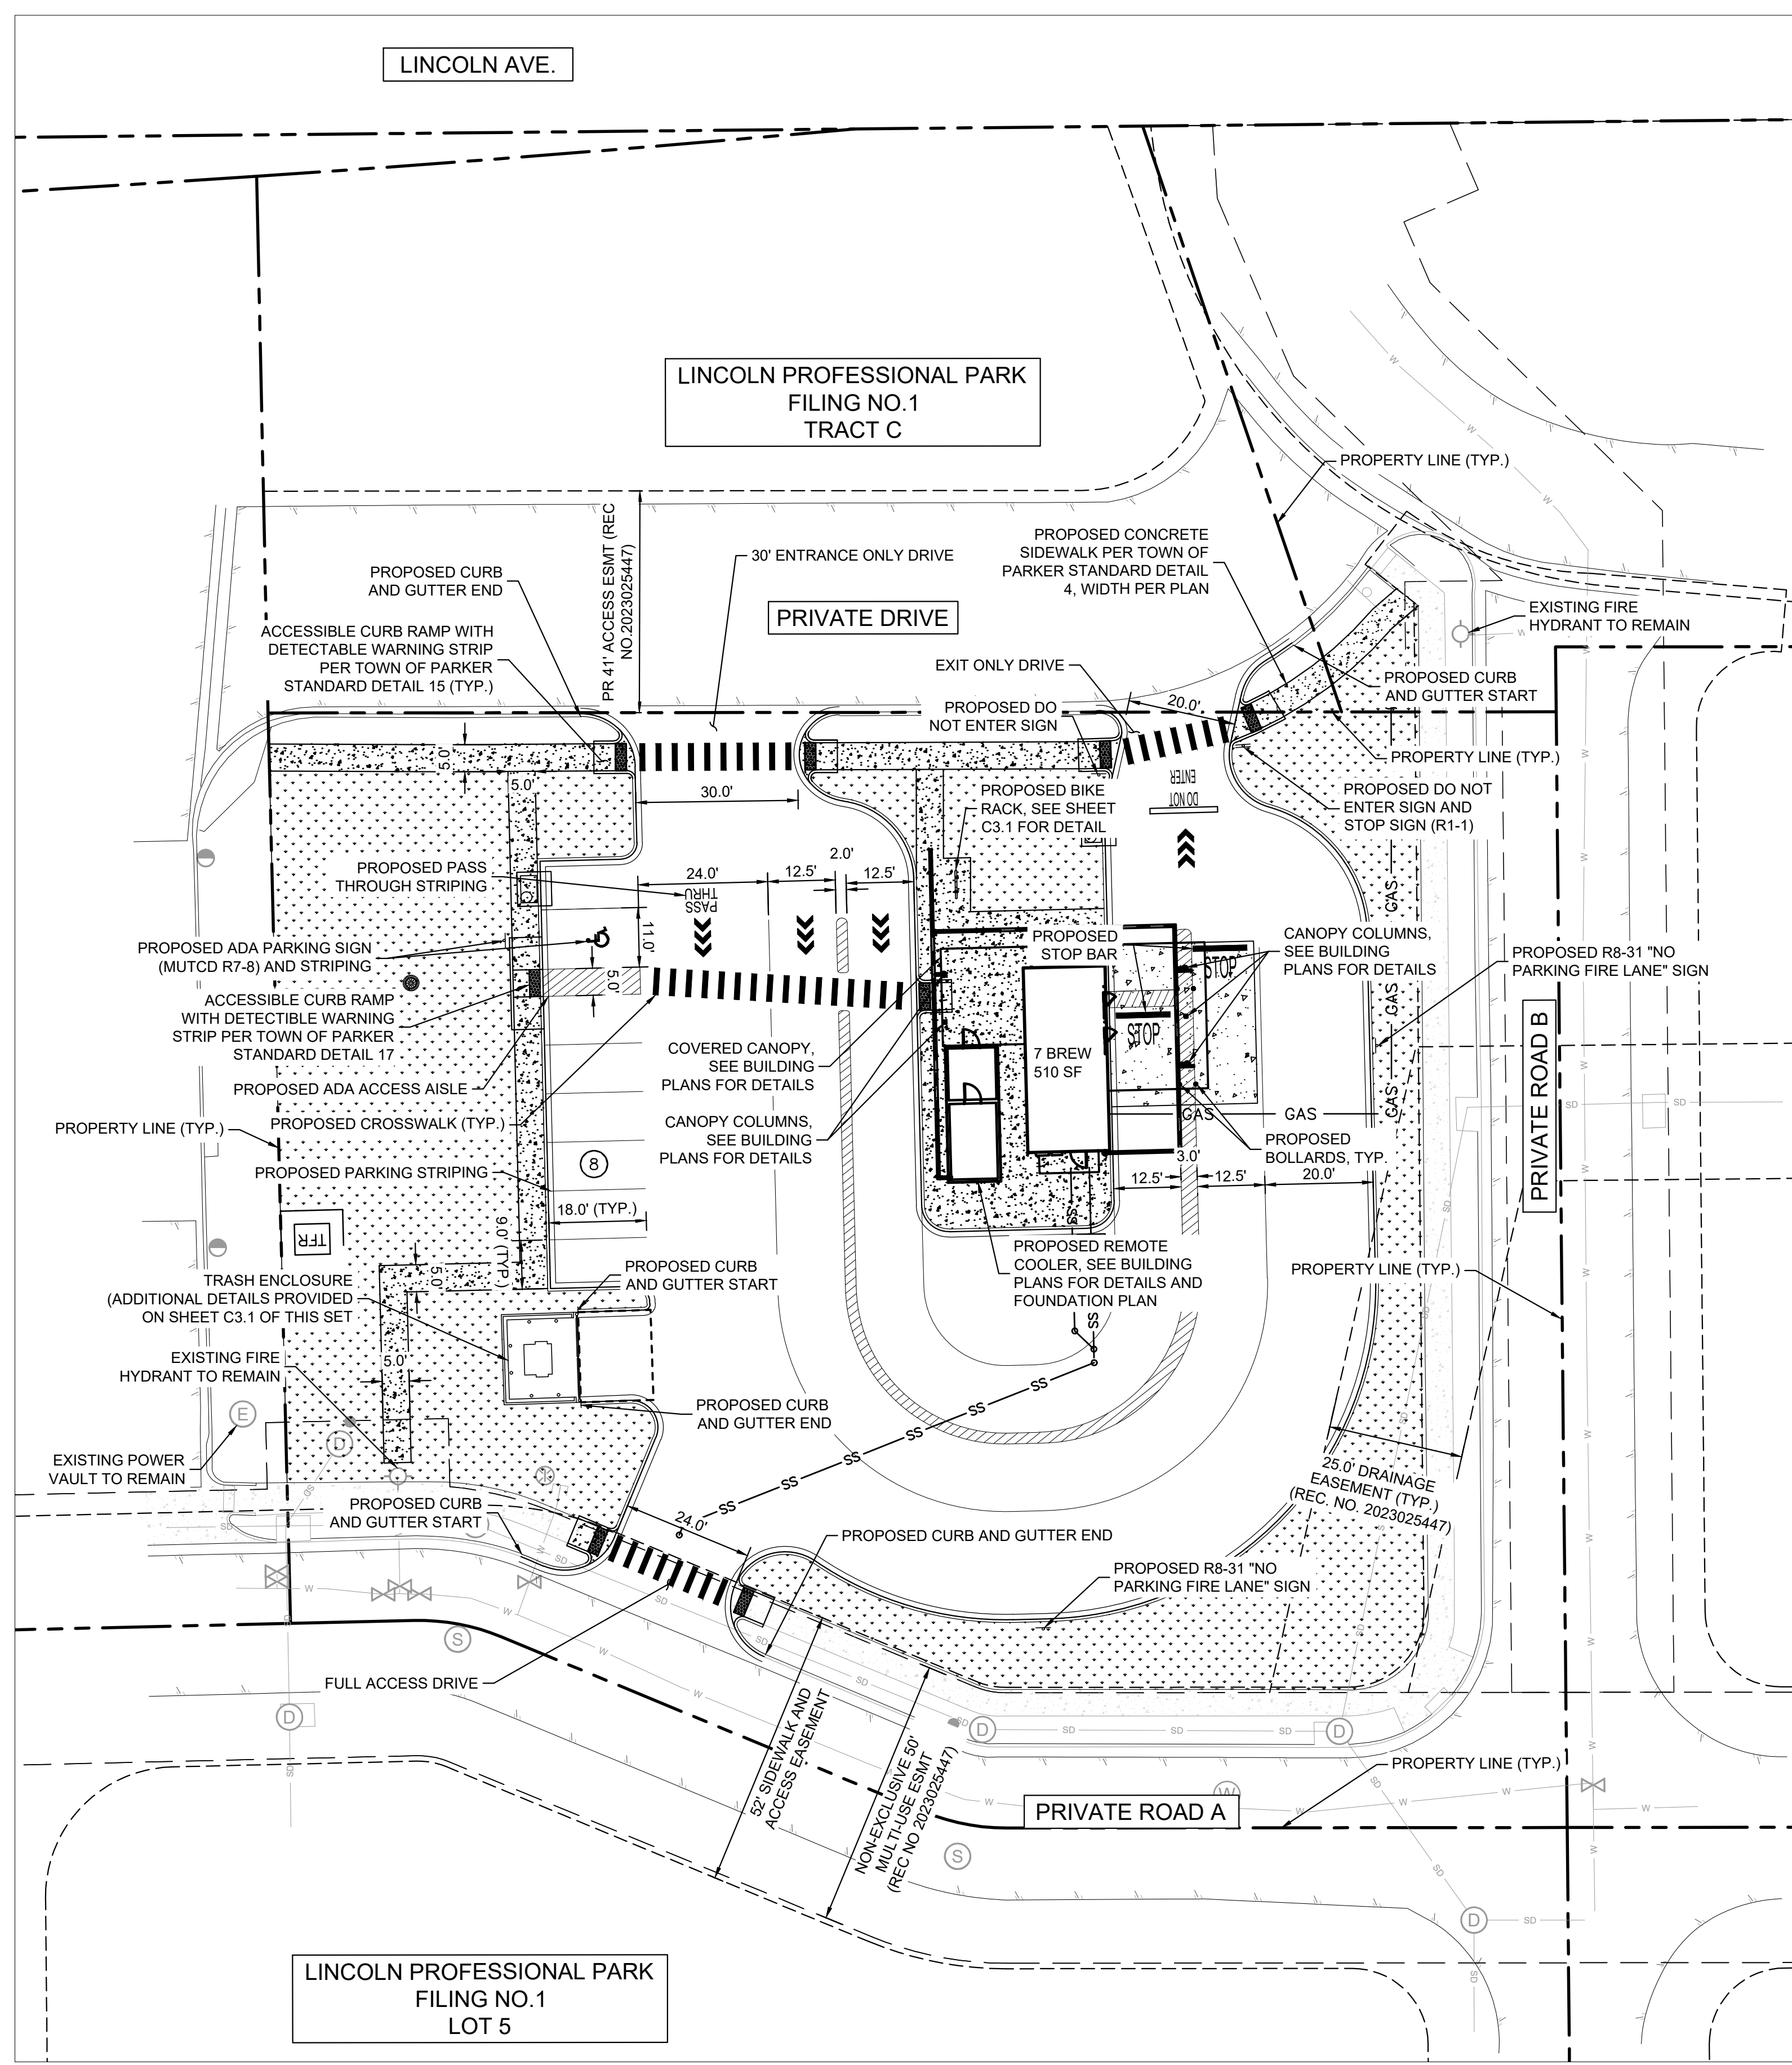 LINCOLN AVE.
LINCOLN PROFESSIONAL PARK
FILING NO.1
TRACT C
PROPERTY LINE (TYP.)
PR 41' ACCESS ESMT (REC
NO.2023025447)
30' ENTRANCE ONLY DRIVE
PROPOSED CONCRETE
SIDEWALK PER TOWN OF
PARKER STANDARD DETAIL
4, WIDTH PER PLAN
PROPOSED CURB
AND GUTTER END
PRIVATE DRIVE
EXISTING FIRE
HYDRANT TO REMAIN
ACCESSIBLE CURB RAMP WITH
DETECTABLE WARNING STRIP
PER TOWN OF PARKER
STANDARD DETAIL 15 (TYP.)
EXIT ONLY DRIVE
PROPOSED CURB
AND GUTTER START
PROPOSED DO
NOT ENTER SIGN
20.0'
PROPERTY LINE (TYP.)
5.0'
5.0'
30.0'
PROPOSED BIKE
RACK, SEE SHEET
C3.1 FOR DETAIL
ENTER
DO NOT
PROPOSED DO NOT
ENTER SIGN AND
STOP SIGN (R1-1)
PROPOSED PASS
THROUGH STRIPING
24.0'
12.5'
2.0'
12.5'
THRU
PASS
11.0'
5.0'
GAS
GAS
GAS
GAS
PROPOSED ADA PARKING SIGN
(MUTCD R7-8) AND STRIPING
PROPOSED
STOP BAR
STOP
CANOPY COLUMNS,
SEE BUILDING
PLANS FOR DETAILS
PROPOSED R8-31 "NO
PARKING FIRE LANE" SIGN
ACCESSIBLE CURB RAMP
WITH DETECTIBLE WARNING
STRIP PER TOWN OF PARKER
STANDARD DETAIL 17
STOP
COVERED CANOPY,
SEE BUILDING
PLANS FOR DETAILS
7 BREW
510 SF
PRIVATE ROAD B
PROPOSED ADA ACCESS AISLE
PROPERTY LINE (TYP.)
PROPOSED CROSSWALK (TYP.)
CANOPY COLUMNS,
SEE BUILDING
PLANS FOR DETAILS
GAS
GAS
PROPOSED
BOLLARDS, TYP.
PROPOSED PARKING STRIPING
8
3.0'
12.5'
12.5'
20.0'
18.0' (TYP.)
9.0' (TYP.)
TFR
SS
SS
PROPOSED REMOTE
COOLER, SEE BUILDING
PLANS FOR DETAILS AND
FOUNDATION PLAN
PROPOSED CURB
AND GUTTER START
PROPERTY LINE (TYP.)
TRASH ENCLOSURE
(ADDITIONAL DETAILS PROVIDED
ON SHEET C3.1 OF THIS SET
5.0'
5.0'
EXISTING FIRE
HYDRANT TO REMAIN
PROPOSED CURB
AND GUTTER END
SS
SS
SS
SS
SS
SS
E
D
EXISTING POWER
VAULT TO REMAIN
25.0' DRAINAGE
EASEMENT (TYP.)
(REC. NO. 2023025447)
PROPOSED CURB
AND GUTTER START
24.0'
PROPOSED CURB AND GUTTER END
PROPOSED R8-31 "NO
PARKING FIRE LANE" SIGN
S
FULL ACCESS DRIVE
52' SIDEWALK AND
ACCESS EASEMENT
NON-EXCLUSIVE 50'
MULTI-USE ESMT
(REC NO 2023025447)
D
D
SD
SD
SD
D
PROPERTY LINE (TYP.)
W
PRIVATE ROAD A
S
D
SD
LINCOLN PROFESSIONAL PARK
FILING NO.1
LOT 5